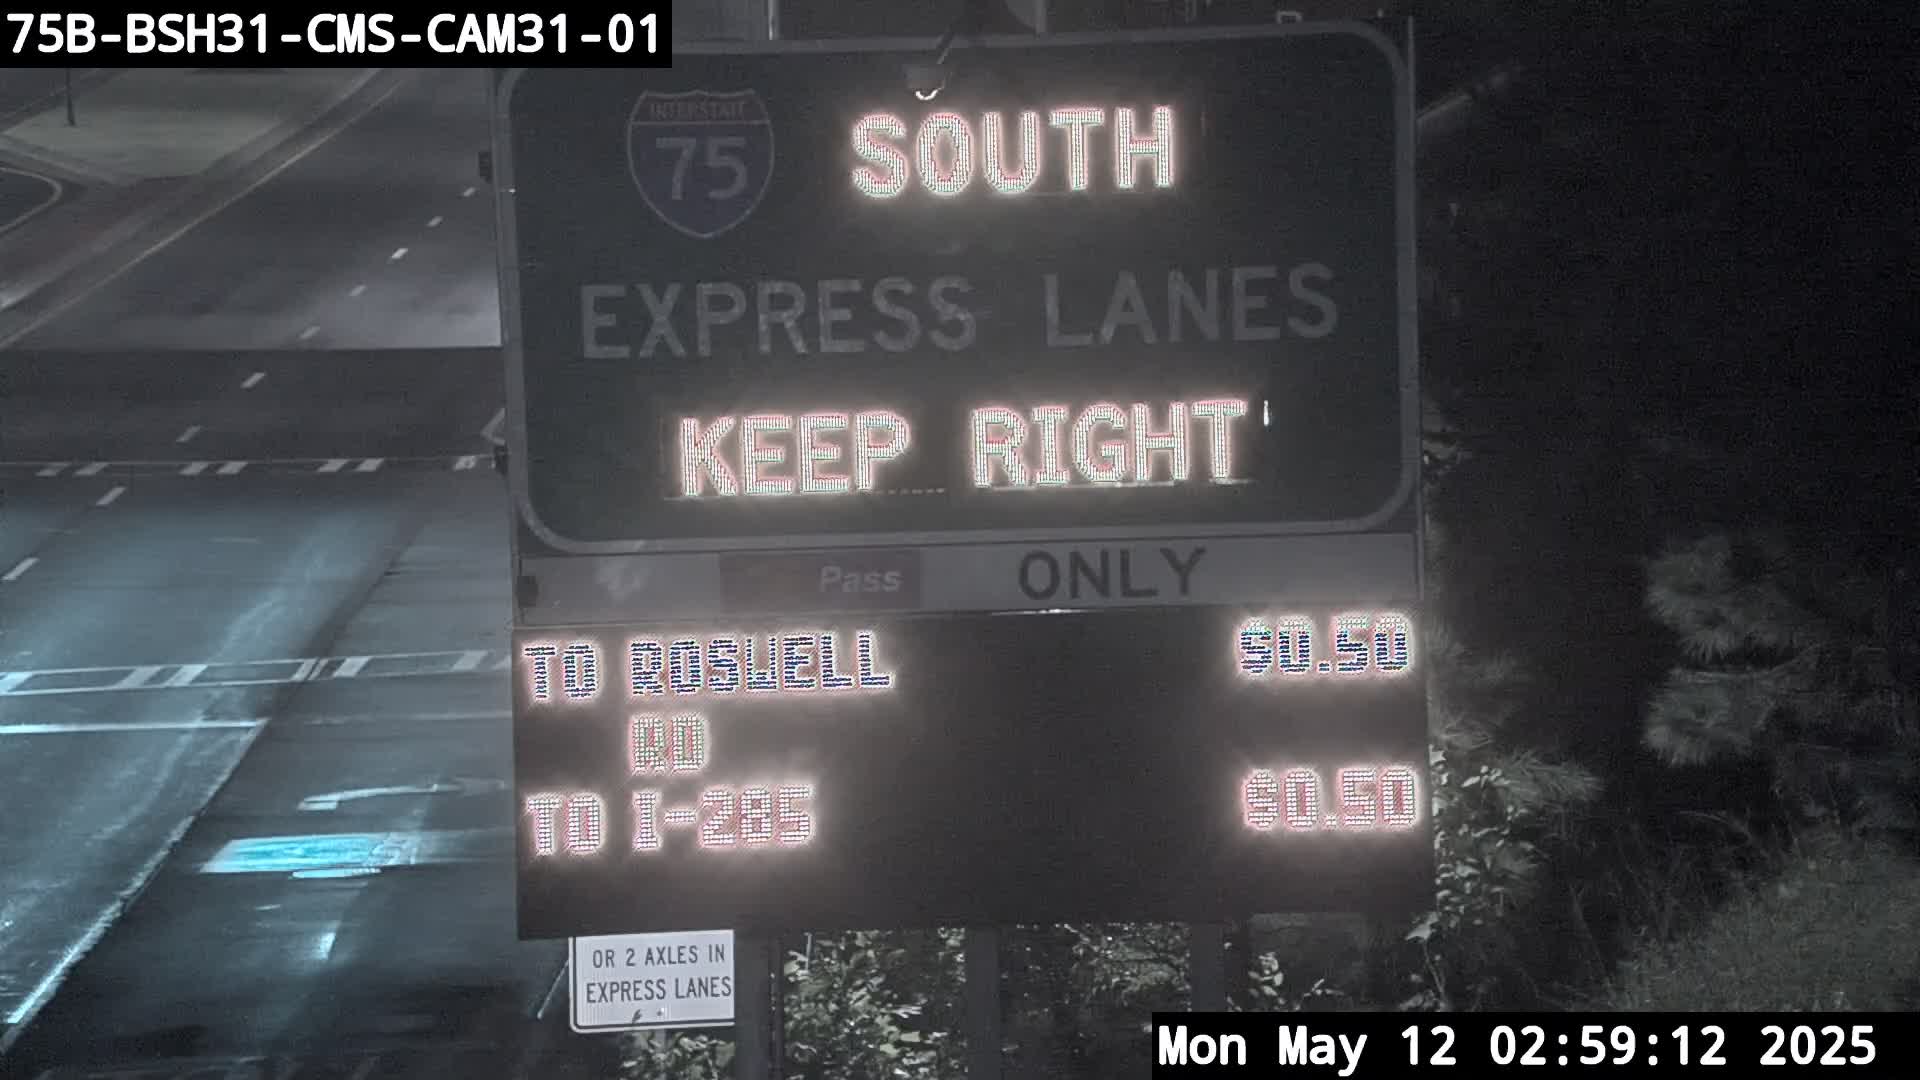 75B-BSH31-CMS-CAM31-01
INTERSTATE
75
SOUTH
EXPRESS LANES
KEEP RIGHT
Pass ONLY
TO ROSWELL $0.50
RD
TO I-285 $0.50
OR 2 AXLES IN
EXPRESS LANES
Mon May 12 02:59:12 2025